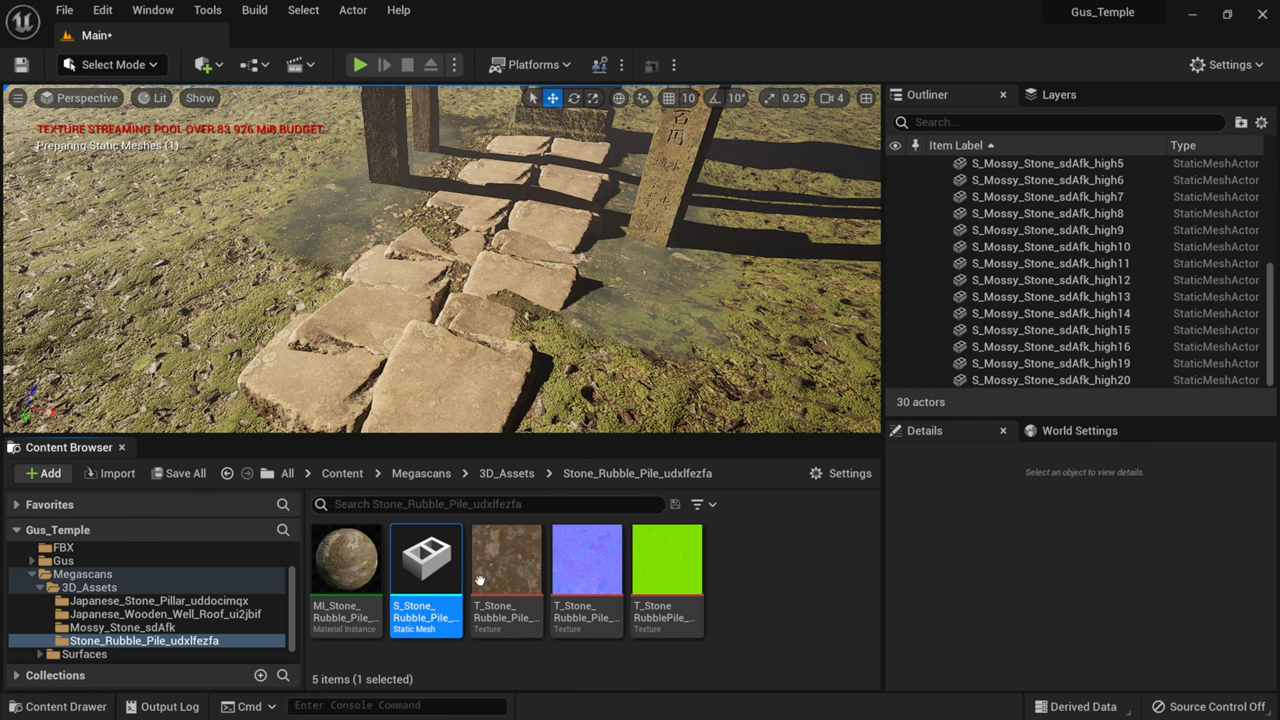 File Edit Window Tools Build Select Actor Help
Gus_Temple
Main*
Select Mode
Platforms
Settings
Perspective Lit Show
10 10° 0.25 4
TEXTURE STREAMING POOL OVER 83.926 MiB BUDGET
Preparing Static Meshes (1)
Outliner
Layers
Search...
Item Label Type
S_Mossy_Stone_sdAfk_high5 StaticMeshActor
S_Mossy_Stone_sdAfk_high6 StaticMeshActor
S_Mossy_Stone_sdAfk_high7 StaticMeshActor
S_Mossy_Stone_sdAfk_high8 StaticMeshActor
S_Mossy_Stone_sdAfk_high9 StaticMeshActor
S_Mossy_Stone_sdAfk_high10 StaticMeshActor
S_Mossy_Stone_sdAfk_high11 StaticMeshActor
S_Mossy_Stone_sdAfk_high12 StaticMeshActor
S_Mossy_Stone_sdAfk_high13 StaticMeshActor
S_Mossy_Stone_sdAfk_high14 StaticMeshActor
S_Mossy_Stone_sdAfk_high15 StaticMeshActor
S_Mossy_Stone_sdAfk_high16 StaticMeshActor
S_Mossy_Stone_sdAfk_high19 StaticMeshActor
S_Mossy_Stone_sdAfk_high20 StaticMeshActor
30 actors
Details
World Settings
Select an object to view details.
Content Browser
Add Import Save All All Content Megascans 3D_Assets Stone_Rubble_Pile_udxlfezfa Settings
Favorites
Search Stone_Rubble_Pile_udxlfezfa
Gus_Temple
FBX
Gus
Megascans
3D_Assets
Japanese_Stone_Pillar_uddocimqx
Japanese_Wooden_Well_Roof_ui2jbif
Mossy_Stone_sdAfk
Stone_Rubble_Pile_udxlfezfa
Surfaces
Collections
MI_Stone_
Rubble_Pile_...
Material Instance
S_Stone_
Rubble_Pile_...
Static Mesh
T_Stone_
Rubble_Pile_...
Texture
T_Stone_
Rubble_Pile_...
Texture
T_Stone
RubblePile_...
Texture
5 items (1 selected)
Content Drawer Output Log Cmd Enter Console Command Derived Data Source Control Off